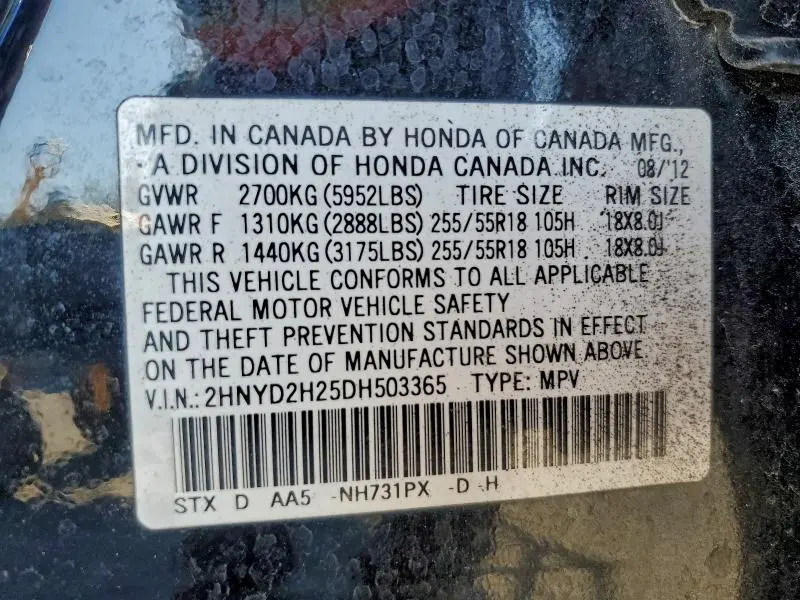 MFD. IN CANADA BY HONDA OF CANADA MFG.,
A DIVISION OF HONDA CANADA INC. 08/'12
GVWR 2700KG (5952LBS) TIRE SIZE RIM SIZE
GAWR F 1310KG (2888LBS) 255/55R18 105H 18X8.0J
GAWR R 1440KG (3175LBS) 255/55R18 105H 18X8.0J
THIS VEHICLE CONFORMS TO ALL APPLICABLE
FEDERAL MOTOR VEHICLE SAFETY
AND THEFT PREVENTION STANDARDS IN EFFECT
ON THE DATE OF MANUFACTURE SHOWN ABOVE.
V.I.N.: 2HNYD2H25DH503365 TYPE: MPV
STX D AA5 -NH731PX -D -H